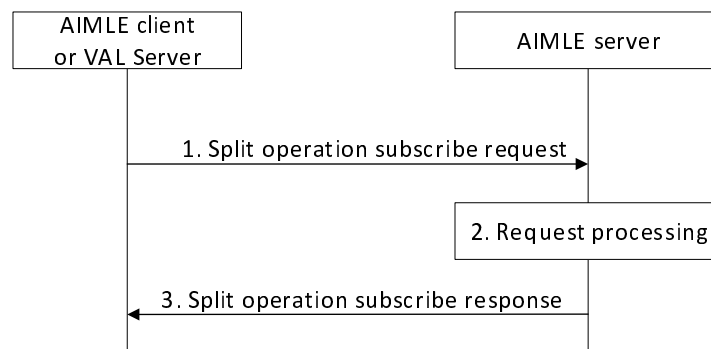 AIMLE client
or VAL Server
AIMLE server
1. Split operation subscribe request
2. Request processing
3. Split operation subscribe response